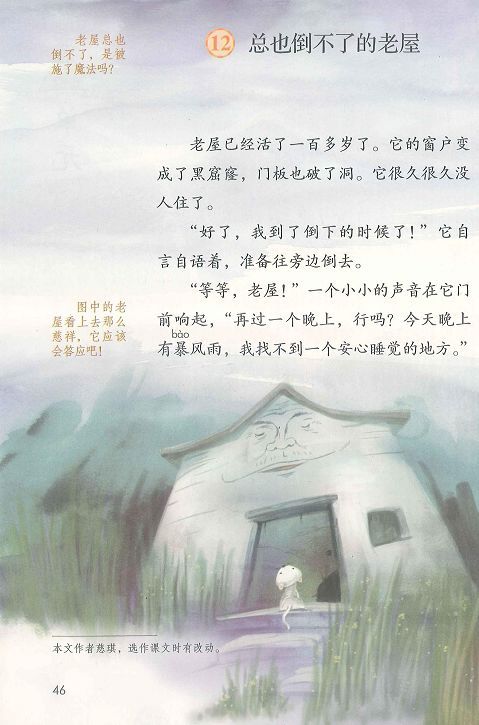 老屋总也
倒不了，是被
施了魔法吗？
12 总也倒不了的老屋
老屋已经活了一百多岁了。它的窗户变
成了黑窟窿，门板也破了洞。它很久很久没
人住了。
“好了，我到了倒下的时候了！”它自
言自语着，准备往旁边倒去。
“等等，老屋！”一个小小的声音在它门
前响起，“再过一个晚上，行吗？今天晚上
bào
有暴风雨，我找不到一个安心睡觉的地方。”
图中的老
屋看上去那么
慈祥，它应该
会答应吧！
本文作者慈琪，选作课文时有改动。
46